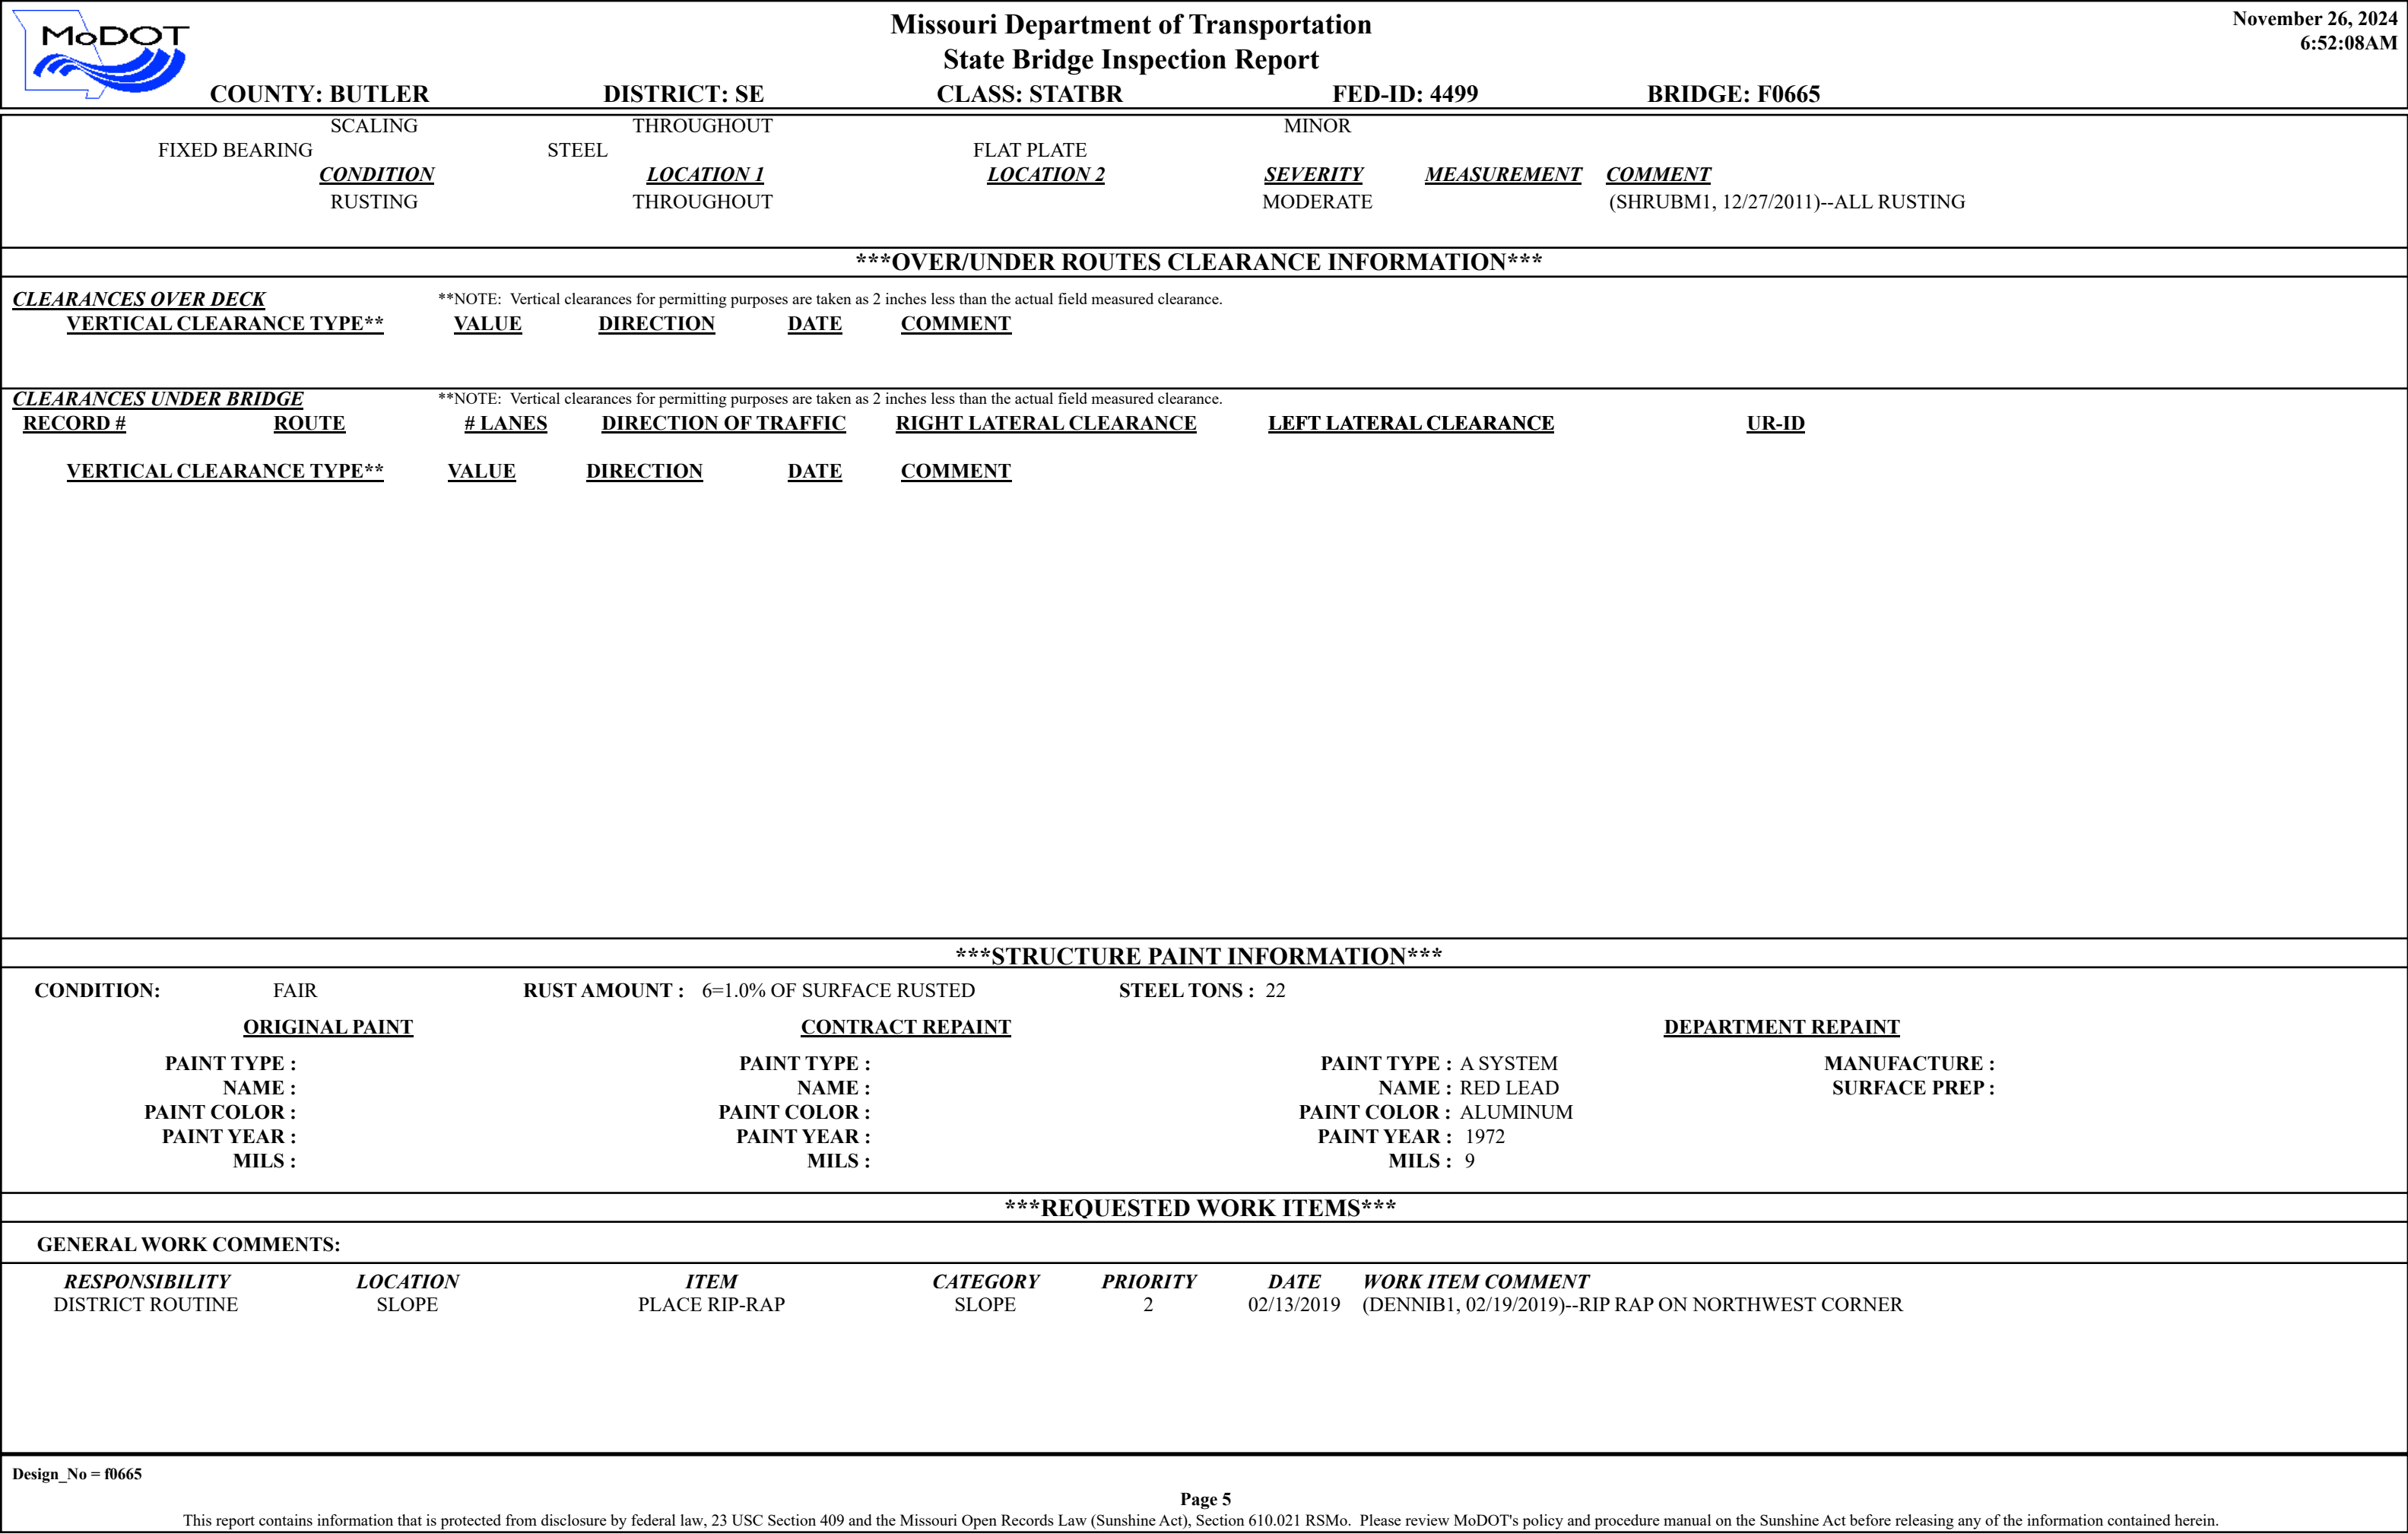 MoDOT
Missouri Department of Transportation
State Bridge Inspection Report
November 26, 2024
6:52:08AM
COUNTY: BUTLER DISTRICT: SE CLASS: STATBR FED-ID: 4499 BRIDGE: F0665
SCALING THROUGHOUT MINOR
FIXED BEARING STEEL FLAT PLATE
CONDITION LOCATION 1 LOCATION 2 SEVERITY MEASUREMENT COMMENT
RUSTING THROUGHOUT MODERATE (SHRUBM1, 12/27/2011)--ALL RUSTING
***OVER/UNDER ROUTES CLEARANCE INFORMATION***
CLEARANCES OVER DECK **NOTE: Vertical clearances for permitting purposes are taken as 2 inches less than the actual field measured clearance.
VERTICAL CLEARANCE TYPE** VALUE DIRECTION DATE COMMENT
CLEARANCES UNDER BRIDGE **NOTE: Vertical clearances for permitting purposes are taken as 2 inches less than the actual field measured clearance.
RECORD # ROUTE # LANES DIRECTION OF TRAFFIC RIGHT LATERAL CLEARANCE LEFT LATERAL CLEARANCE UR-ID
VERTICAL CLEARANCE TYPE** VALUE DIRECTION DATE COMMENT
***STRUCTURE PAINT INFORMATION***
CONDITION: FAIR RUST AMOUNT : 6=1.0% OF SURFACE RUSTED STEEL TONS : 22
ORIGINAL PAINT CONTRACT REPAINT DEPARTMENT REPAINT
PAINT TYPE : PAINT TYPE : PAINT TYPE : A SYSTEM MANUFACTURE :
NAME : NAME : NAME : RED LEAD SURFACE PREP :
PAINT COLOR : PAINT COLOR : PAINT COLOR : ALUMINUM
PAINT YEAR : PAINT YEAR : PAINT YEAR : 1972
MILS : MILS : MILS : 9
***REQUESTED WORK ITEMS***
GENERAL WORK COMMENTS:
RESPONSIBILITY LOCATION ITEM CATEGORY PRIORITY DATE WORK ITEM COMMENT
DISTRICT ROUTINE SLOPE PLACE RIP-RAP SLOPE 2 02/13/2019 (DENNIB1, 02/19/2019)--RIP RAP ON NORTHWEST CORNER
Design_No = f0665
Page 5
This report contains information that is protected from disclosure by federal law, 23 USC Section 409 and the Missouri Open Records Law (Sunshine Act), Section 610.021 RSMo. Please review MoDOT's policy and procedure manual on the Sunshine Act before releasing any of the information contained herein.